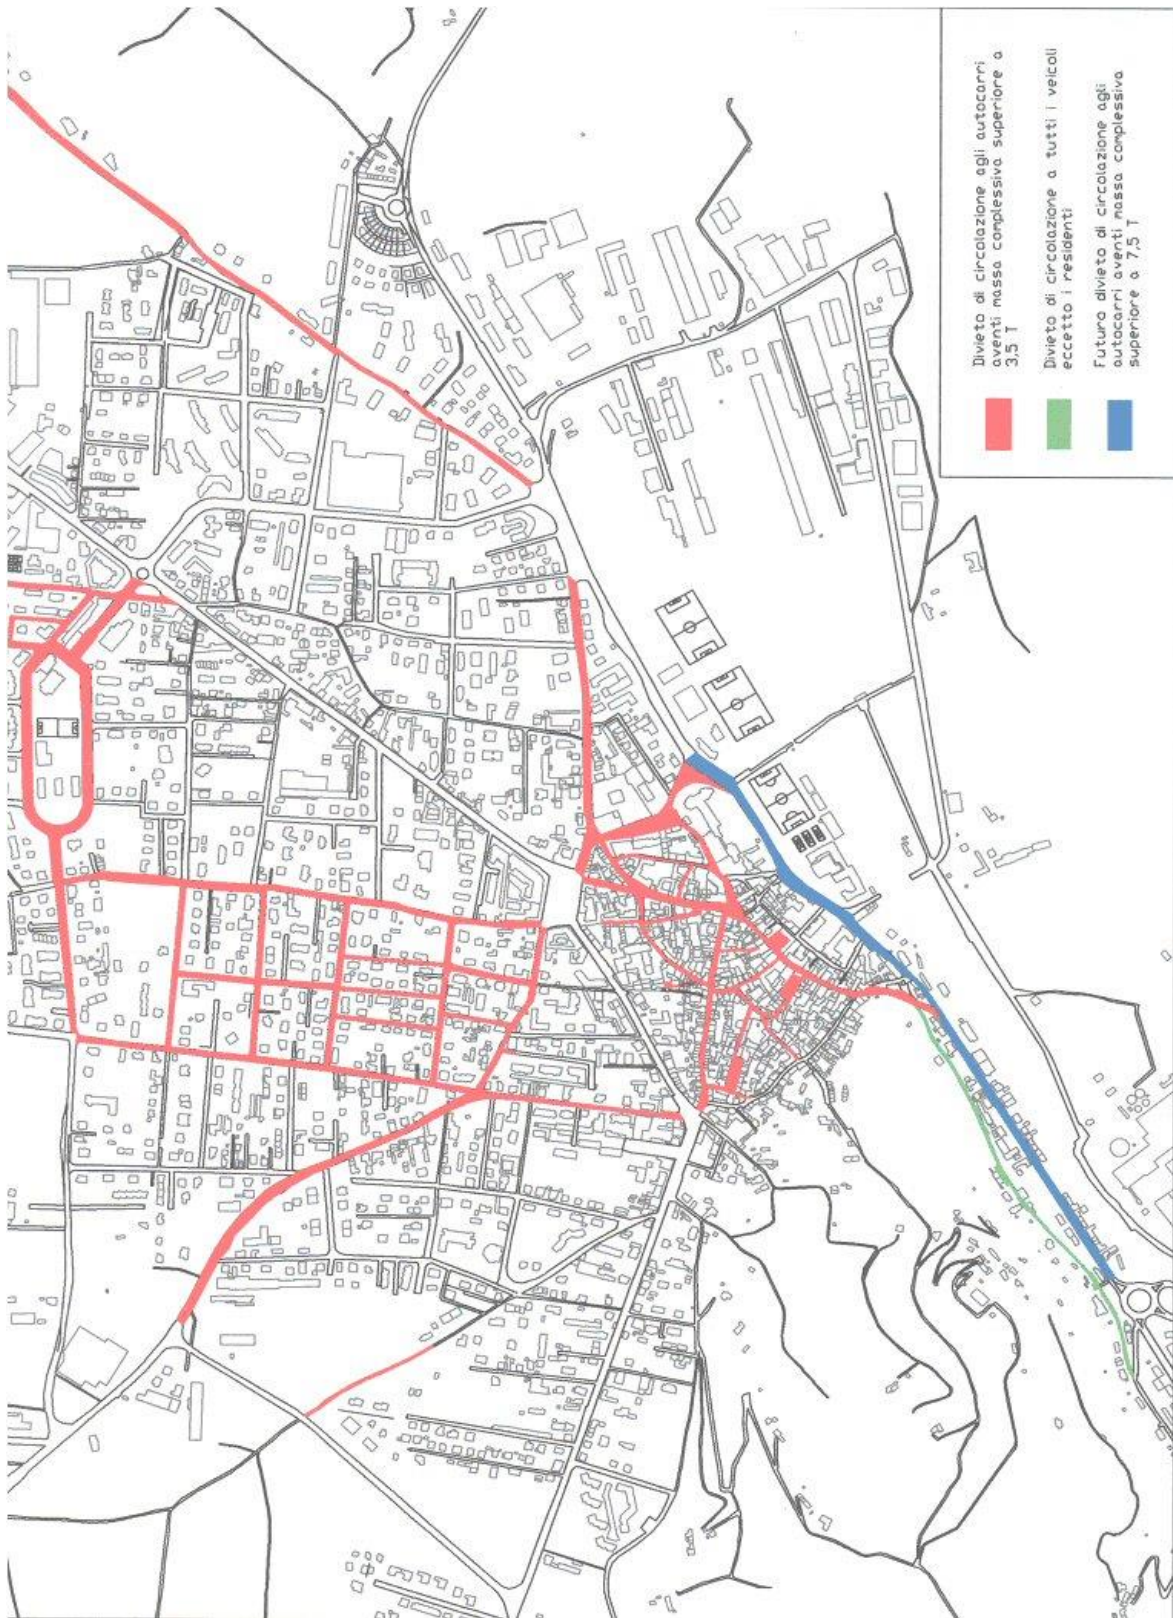 Divieto di circolazione agli autocarri
aventi massa complessiva superiore a
3,5 T
Divieto di circolazione a tutti i veicoli
eccetto i residenti
Futuro divieto di circolazione agli
autocarri aventi massa complessiva
superiore a 7,5 T